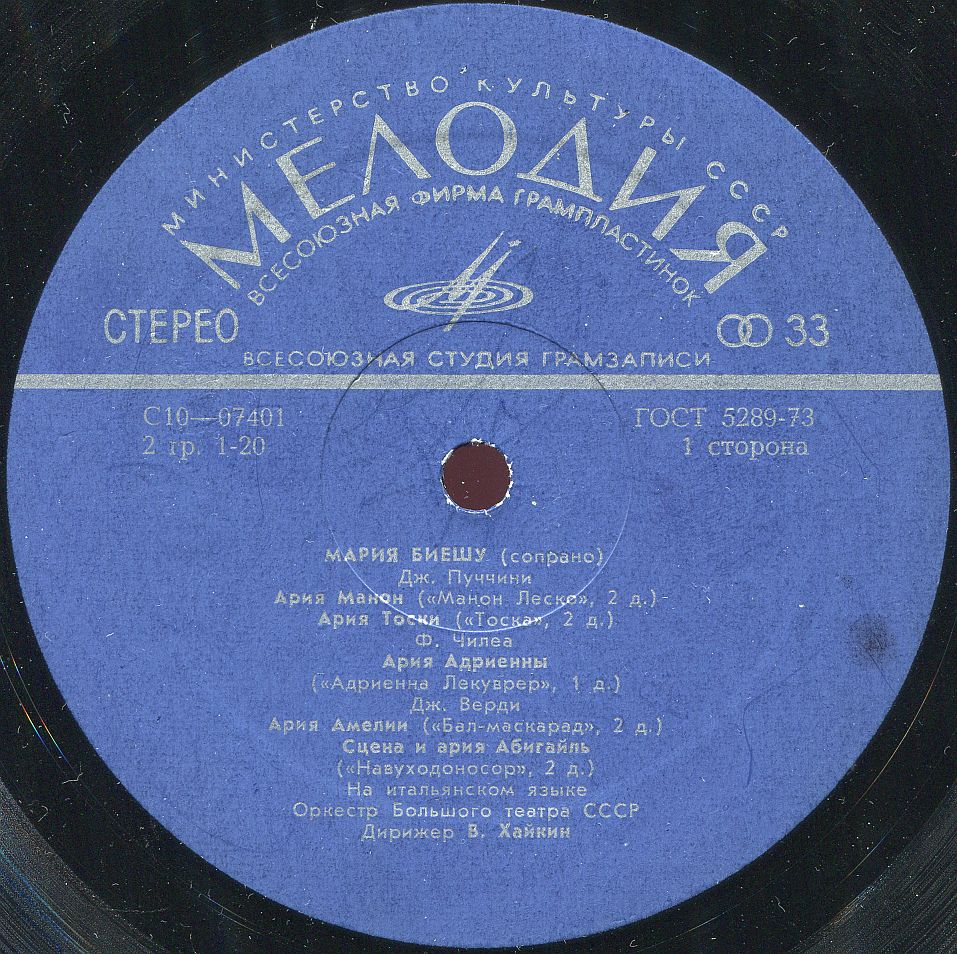 МИНИСТЕРСТВО КУЛЬТУРЫ СССР
МЕЛОДИЯ
ВСЕСОЮЗНАЯ ФИРМА ГРАМПЛАСТИНОК
СТЕРЕО
33
ВСЕСОЮЗНАЯ СТУДИЯ ГРАМЗАПИСИ
С10—07401
ГОСТ 5289-73
2 гр. 1-20
1 сторона
МАРИЯ БИЕШУ (сопрано)
Дж. Пуччини
Ария Манон («Манон Леско», 2 д.)
Ария Тоски («Тоска», 2 д.)
Ф. Чилеа
Ария Адриенны
(«Адриенна Лекуврер», 1 д.)
Дж. Верди
Ария Амелии («Бал-маскарад», 2 д.)
Сцена и ария Абигайль
(«Навуходоносор», 2 д.)
На итальянском языке
Оркестр Большого театра СССР
Дирижер В. Хайкин